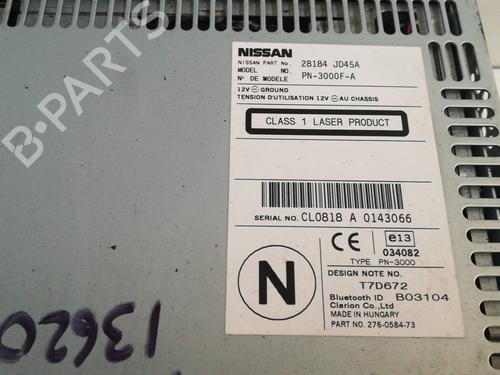 NISSAN
NISSAN PART No. 28184 JD45A
MODEL NO. PN-3000F-A
N° DE MODELE
12V ⊖ GROUND
TENSION D'UTILISATION 12V ⊖ AU CHASSIS
CLASS 1 LASER PRODUCT
SERIAL NO. CL0818 A 0143066
CE e13
034082
TYPE PN-3000
N
DESIGN NOTE NO.
T7D672
Bluetooth ID B03104
Clarion Co.,Ltd
MADE IN HUNGARY
PART NO. 276-0584-73
B-PARTS
13620